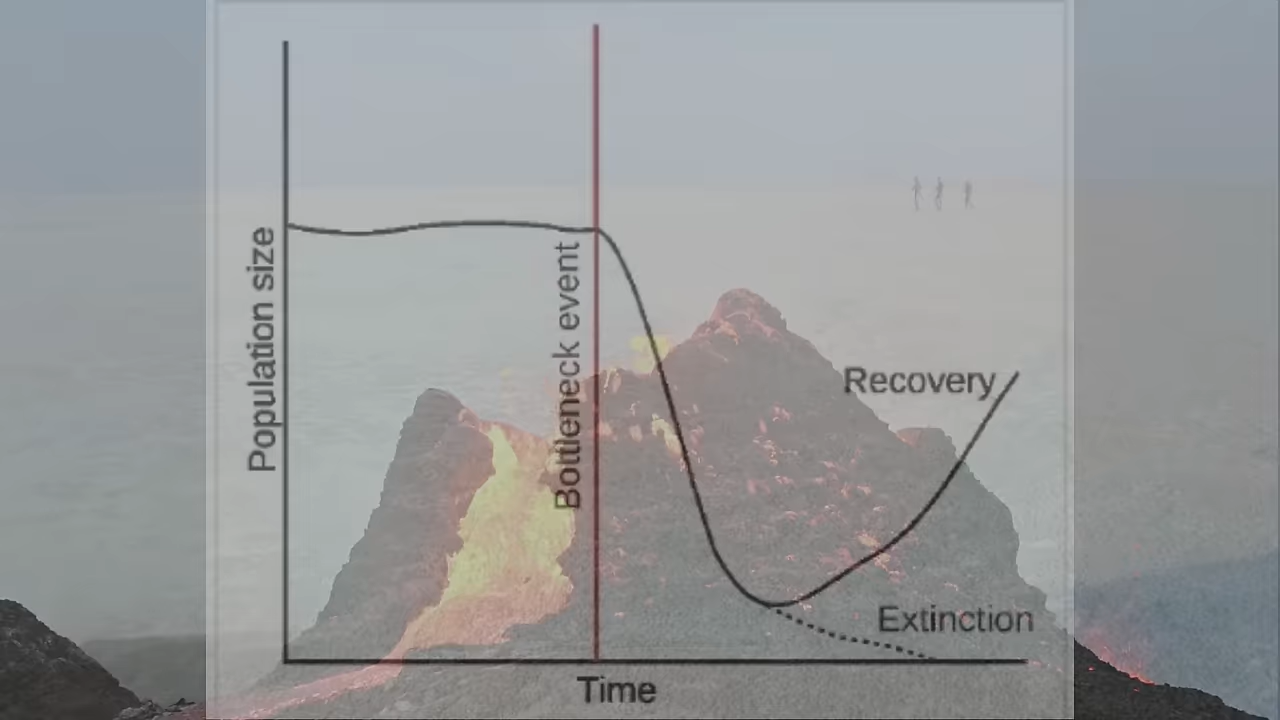 Population size
Bottleneck event
Recovery
Extinction
Time